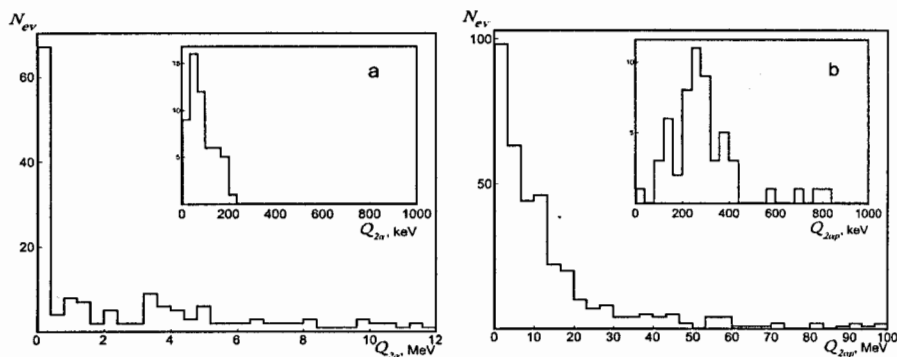 N_ev
60
40
20
0 2 4 6 8 10 12
Q_2α, MeV
a
15
10
5
0 200 400 600 800 1000
Q_2α, keV
N_ev
100
50
0
0 10 20 30 40 50 60 70 80 90 100
Q_2αp, MeV
b
10
5
0 200 400 600 800 1000
Q_2αp, keV